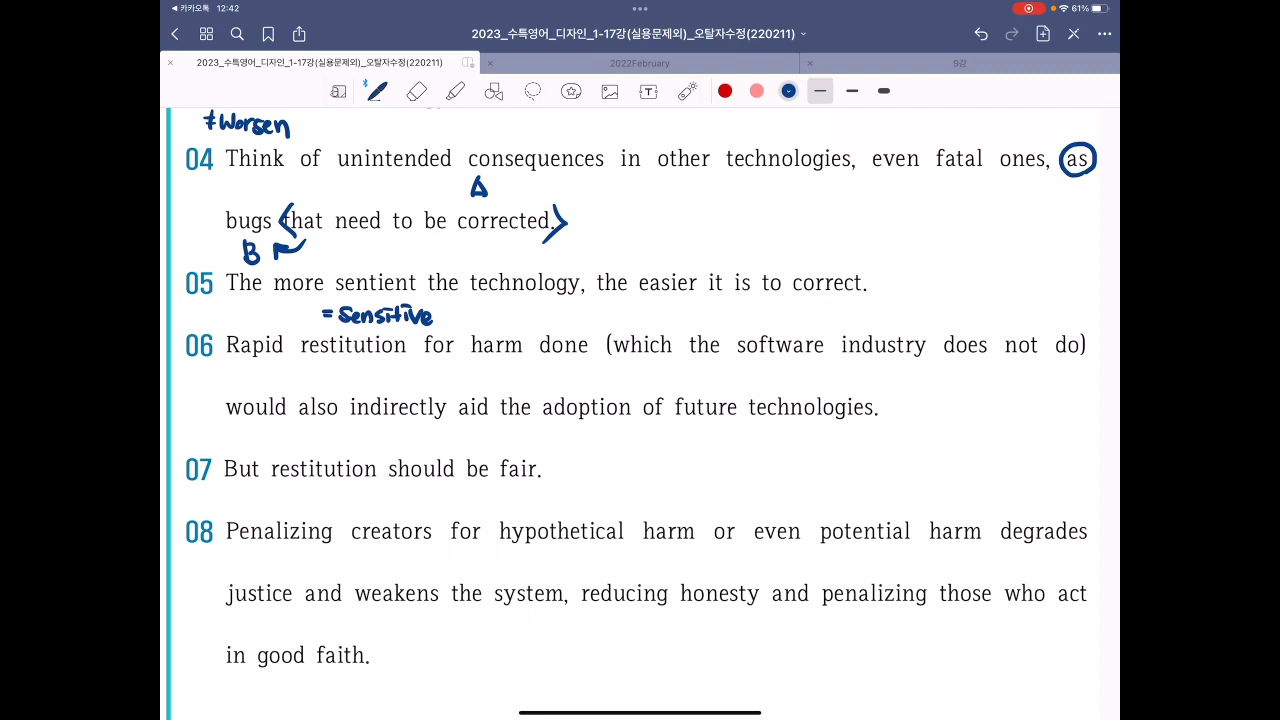 카카오톡 12:42 61%
2023_수특영어_디자인_1-17강(실용문제외)_오탈자수정(220211)
2023_수특영어_디자인_1-17강(실용문제외)_오탈자수정(220211) 2022February 9강
≠Worsen
04 Think of unintended consequences in other technologies, even fatal ones, as
A
bugs <that need to be corrected.>
B
05 The more sentient the technology, the easier it is to correct.
= Sensitive
06 Rapid restitution for harm done (which the software industry does not do)
would also indirectly aid the adoption of future technologies.
07 But restitution should be fair.
08 Penalizing creators for hypothetical harm or even potential harm degrades
justice and weakens the system, reducing honesty and penalizing those who act
in good faith.